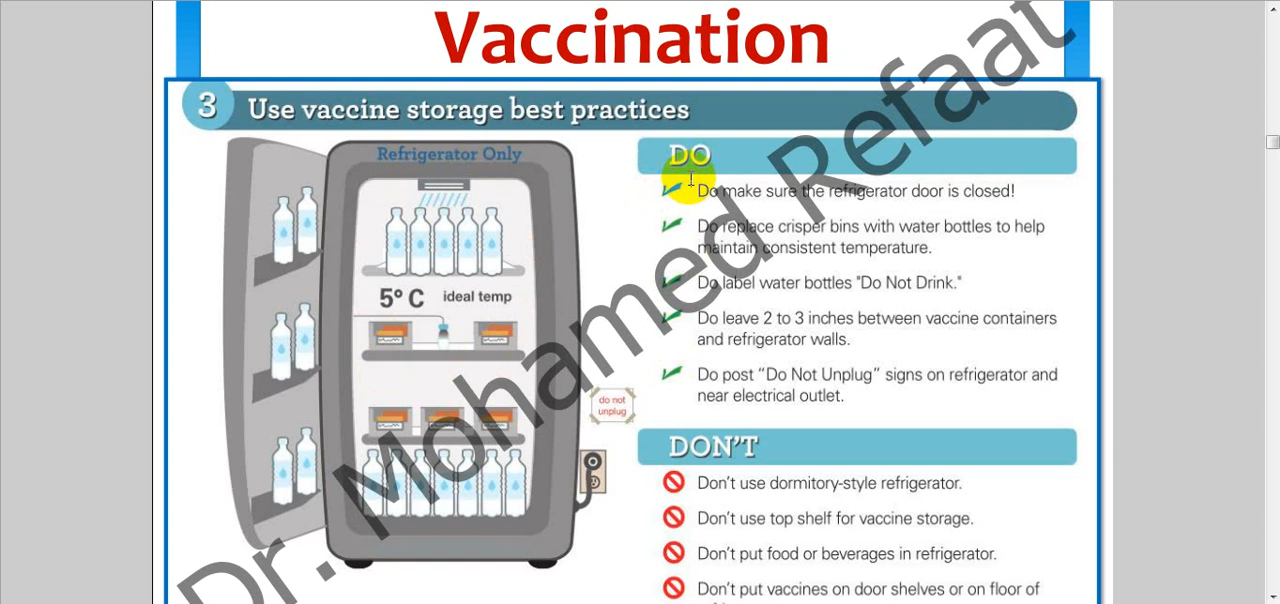 Vaccination
3 Use vaccine storage best practices
Refrigerator Only
5° C ideal temp
do not
unplug
DO
Do make sure the refrigerator door is closed!
Do replace crisper bins with water bottles to help
maintain consistent temperature.
Do label water bottles "Do Not Drink."
Do leave 2 to 3 inches between vaccine containers
and refrigerator walls.
Do post “Do Not Unplug” signs on refrigerator and
near electrical outlet.
DON'T
Don't use dormitory-style refrigerator.
Don't use top shelf for vaccine storage.
Don't put food or beverages in refrigerator.
Don't put vaccines on door shelves or on floor of
Dr. Mohamed Refaat